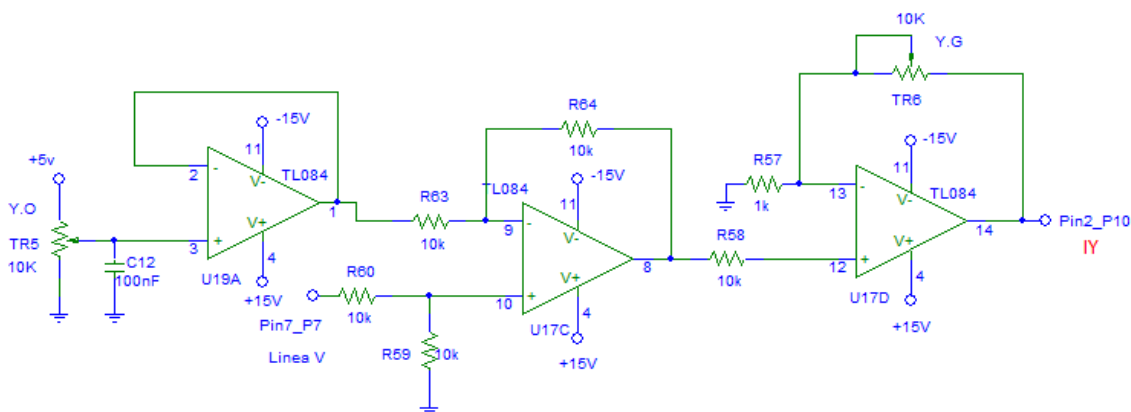 10K
Y.G
TR6
-15V
11
TL084
V-
V+
2
-
3
+
1
4
+15V
U19A
+5v
Y.O
TR5
10K
C12
100nF
R63
10k
R64
10k
-15V
11
TL084
V-
V+
9
-
10
+
8
4
+15V
U17C
R60
10k
Pin7_P7
Linea V
R59
10k
R57
1k
R58
10k
-15V
11
TL084
V-
V+
13
-
12
+
14
4
+15V
U17D
Pin2_P10
IY